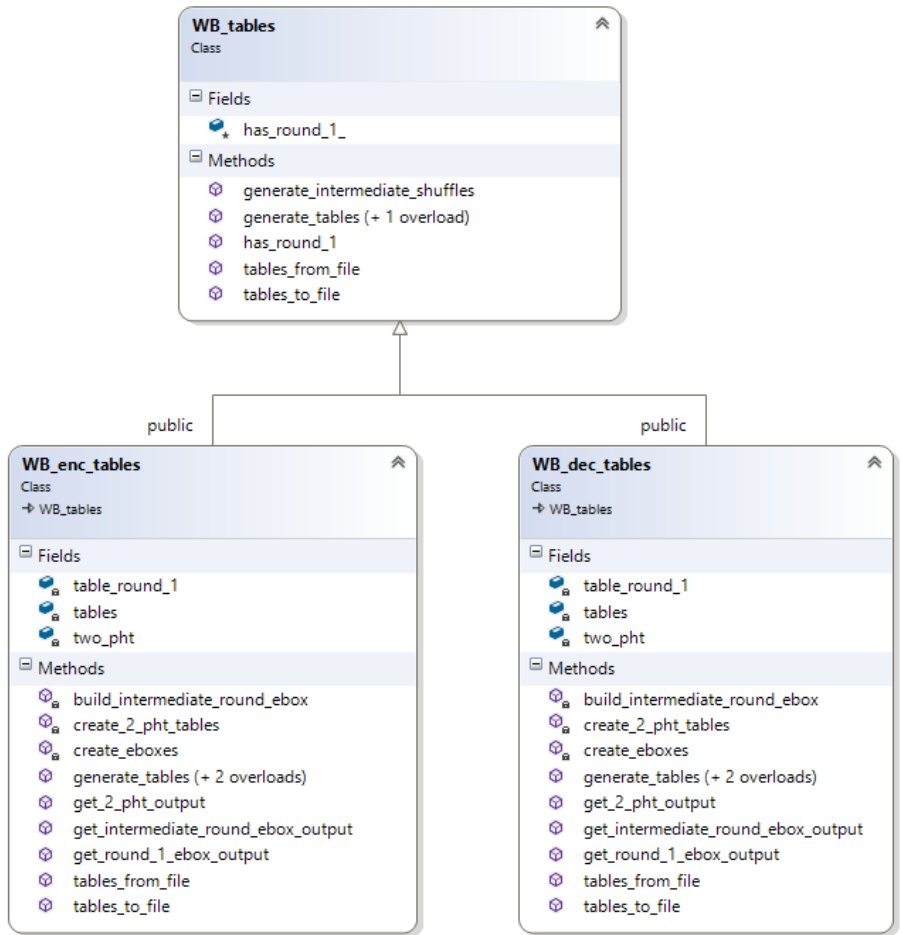 WB_tables
Class
Fields
has_round_1_
Methods
generate_intermediate_shuffles
generate_tables (+ 1 overload)
has_round_1
tables_from_file
tables_to_file
public
public
WB_enc_tables
Class
WB_tables
Fields
table_round_1
tables
two_pht
Methods
build_intermediate_round_ebox
create_2_pht_tables
create_eboxes
generate_tables (+ 2 overloads)
get_2_pht_output
get_intermediate_round_ebox_output
get_round_1_ebox_output
tables_from_file
tables_to_file
WB_dec_tables
Class
WB_tables
Fields
table_round_1
tables
two_pht
Methods
build_intermediate_round_ebox
create_2_pht_tables
create_eboxes
generate_tables (+ 2 overloads)
get_2_pht_output
get_intermediate_round_ebox_output
get_round_1_ebox_output
tables_from_file
tables_to_file